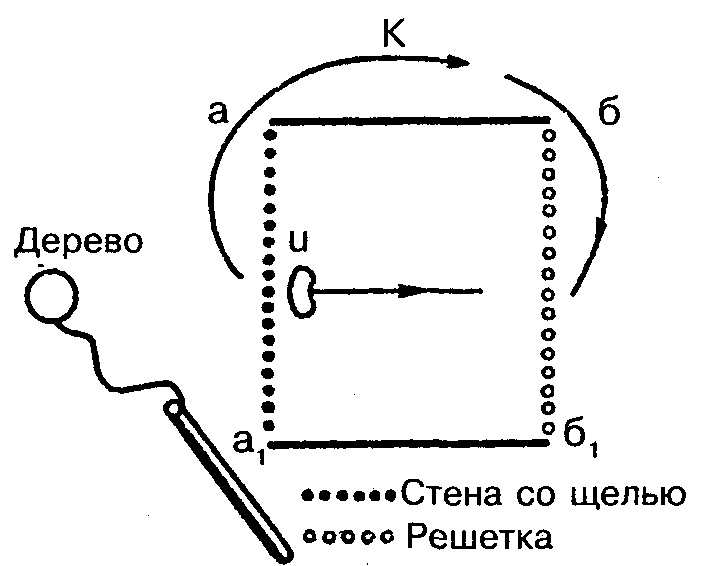 К
а
б
Дерево
и
а₁
б₁
Стена со щелью
Решетка